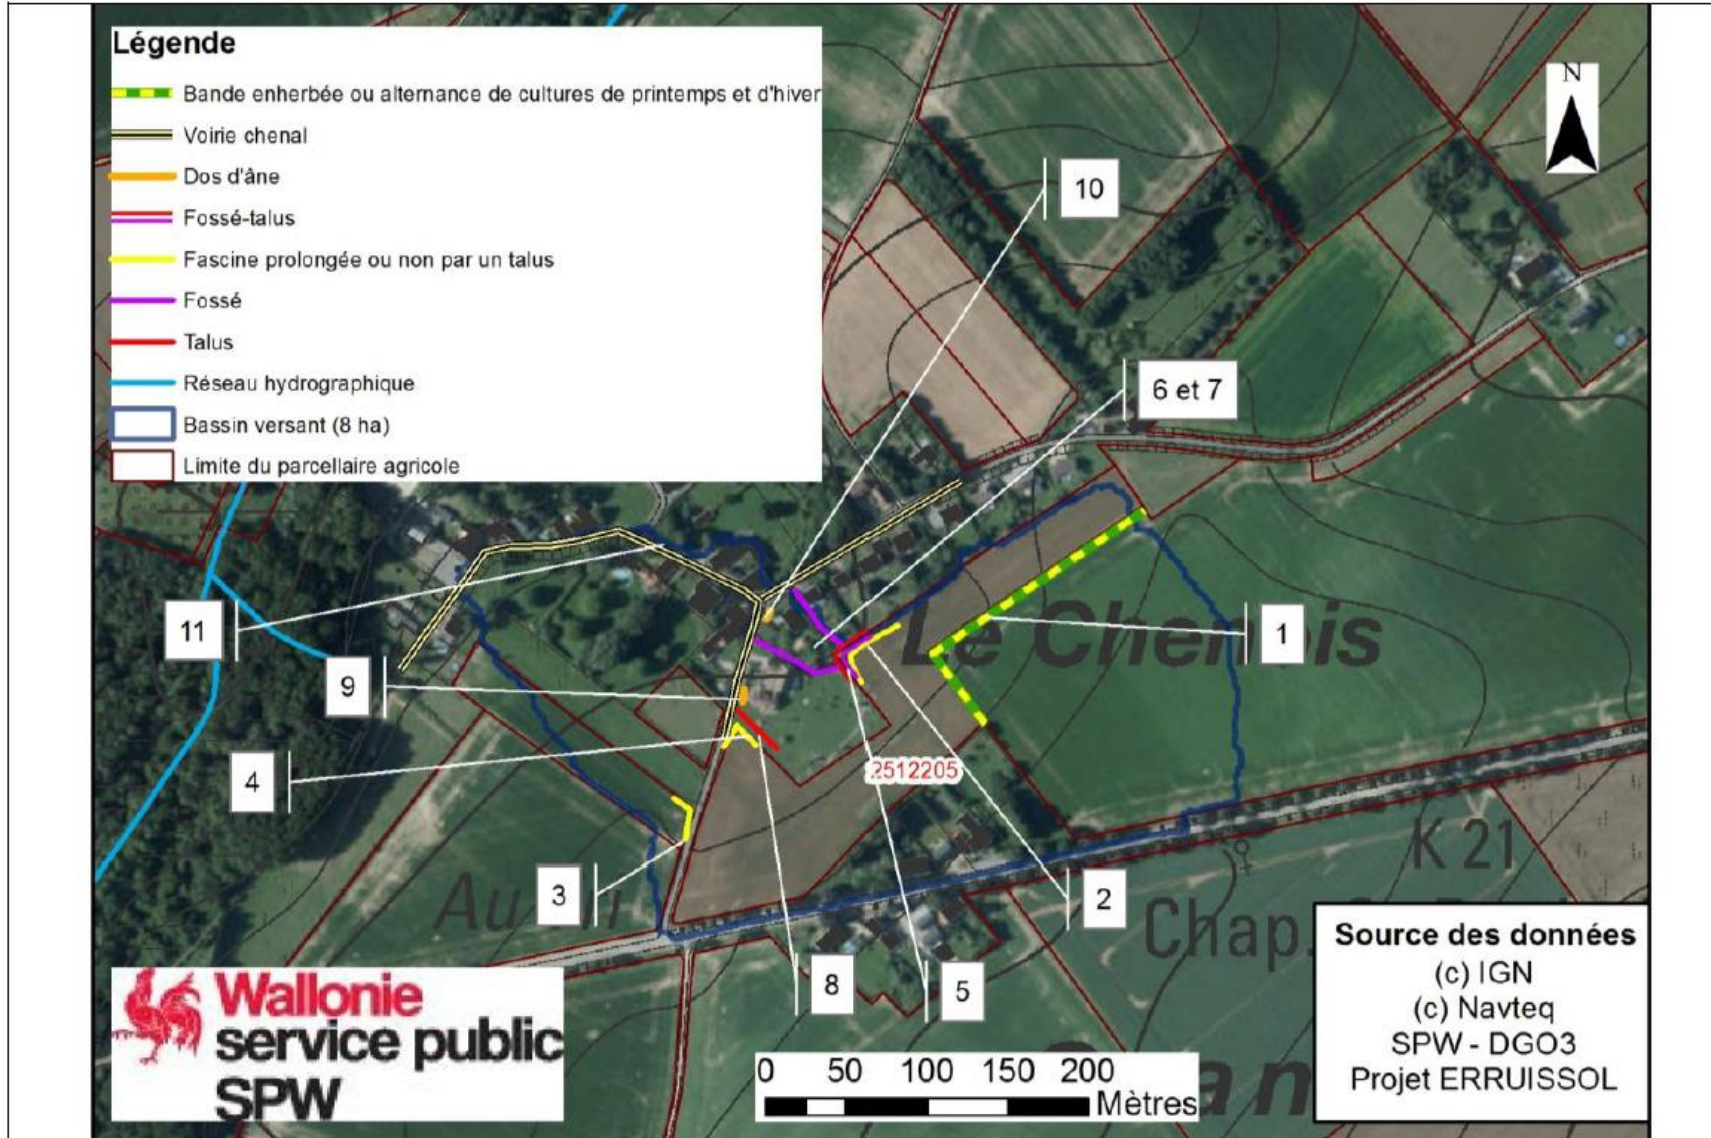 Légende
Bande enherbée ou alternance de cultures de printemps et d'hiver
Voirie chenal
Dos d'âne
Fossé-talus
Fascine prolongée ou non par un talus
Fossé
Talus
Réseau hydrographique
Bassin versant (8 ha)
Limite du parcellaire agricole
N
10
6 et 7
11
1
Le Chenois
9
4
2512205
K 21
3
2
Chap.
8
5
Wallonie
service public
SPW
0 50 100 150 200
Mètres
Source des données
(c) IGN
(c) Navteq
SPW - DGO3
Projet ERRUISSOL